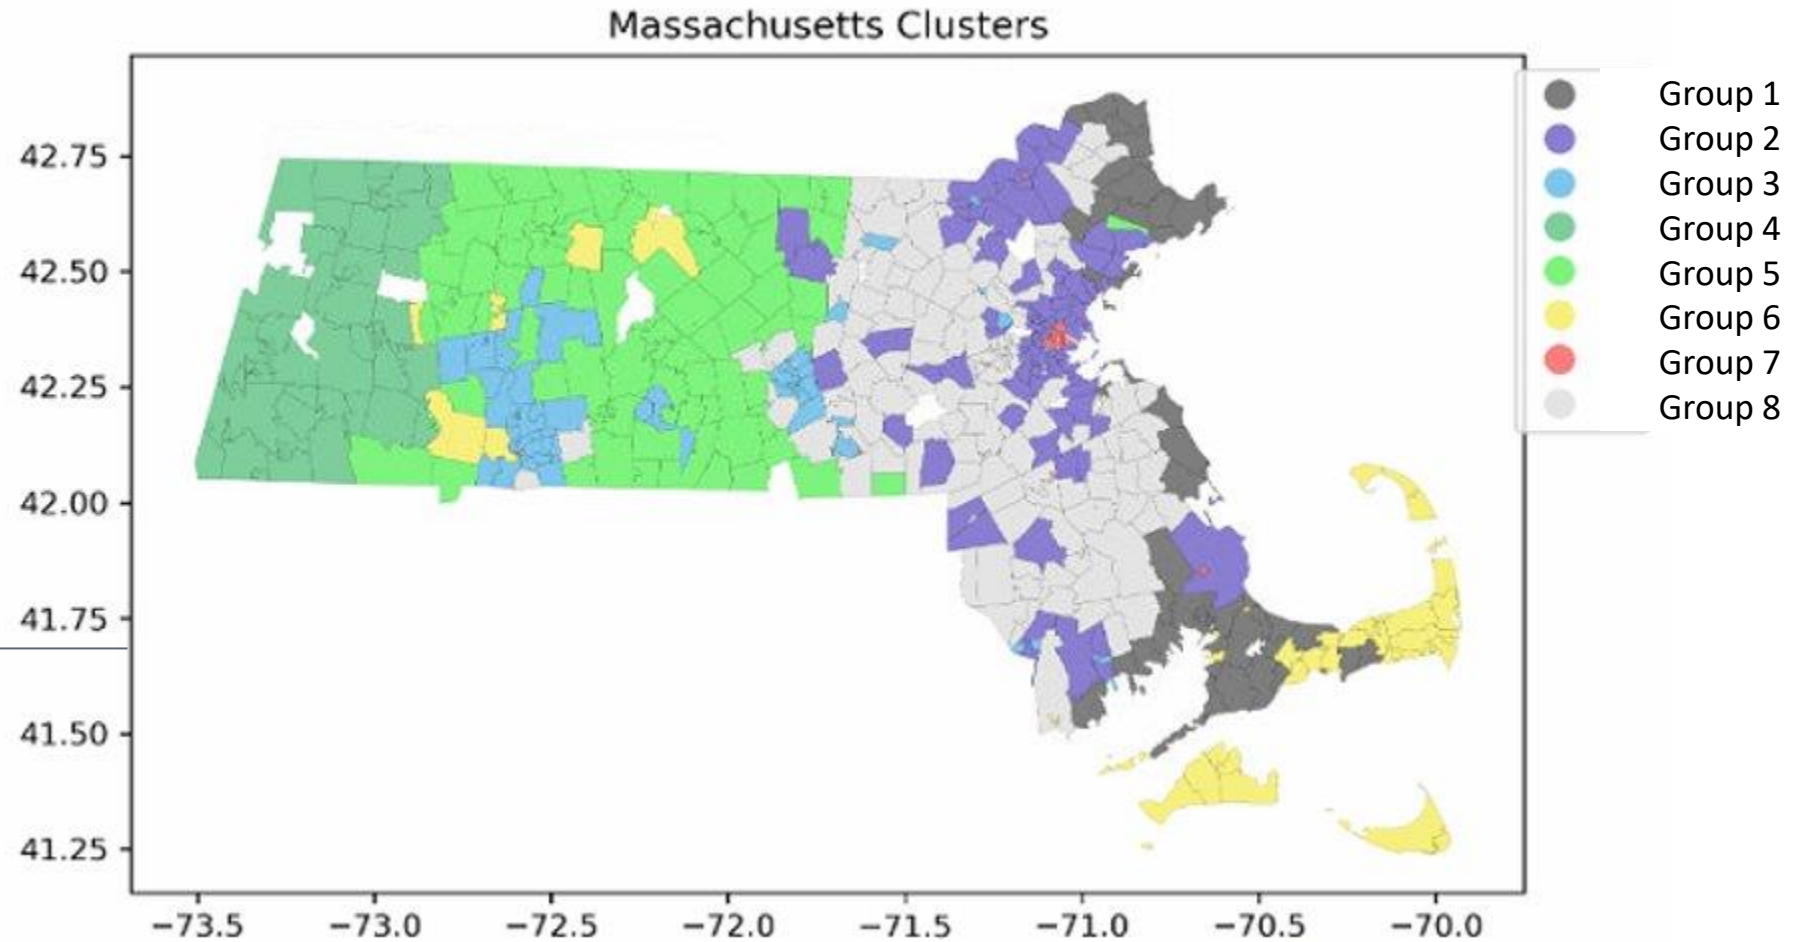 Massachusetts Clusters
42.75
42.50
42.25
42.00
41.75
41.50
41.25
−73.5 −73.0 −72.5 −72.0 −71.5 −71.0 −70.5 −70.0
Group 1
Group 2
Group 3
Group 4
Group 5
Group 6
Group 7
Group 8